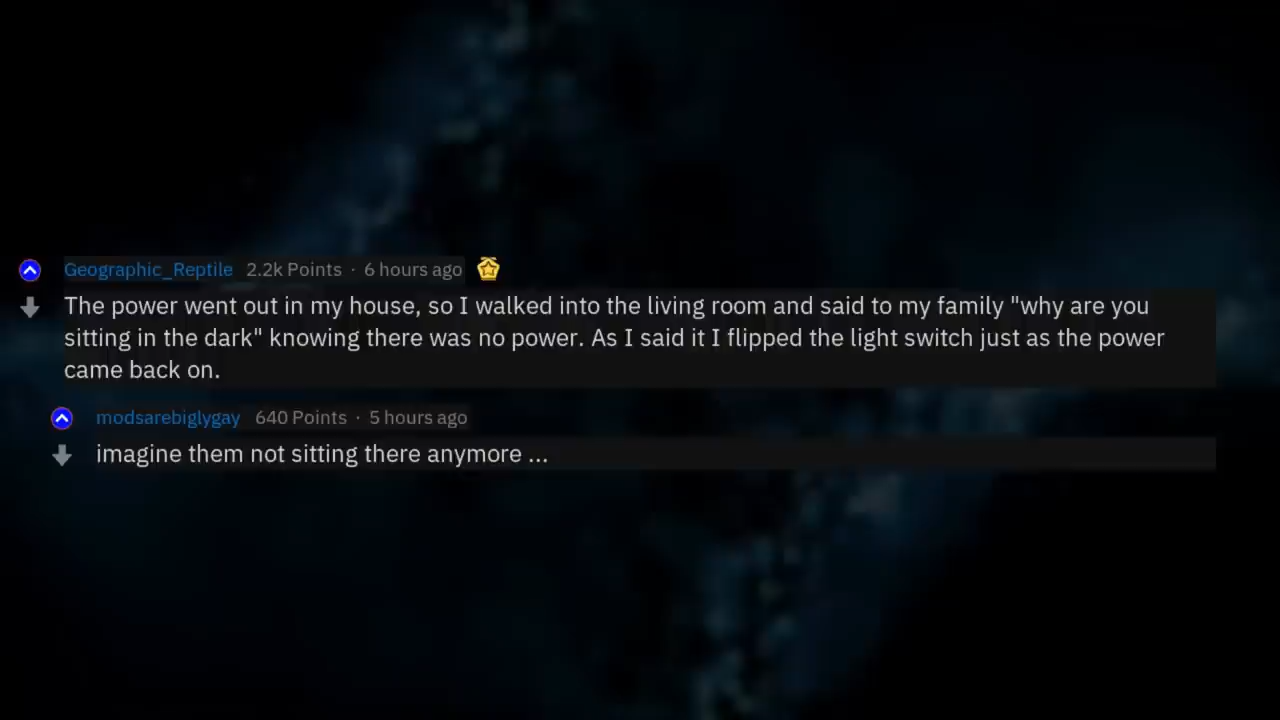 Geographic_Reptile 2.2k Points · 6 hours ago
The power went out in my house, so I walked into the living room and said to my family "why are you
sitting in the dark" knowing there was no power. As I said it I flipped the light switch just as the power
came back on.
modsarebiglygay 640 Points · 5 hours ago
imagine them not sitting there anymore ...